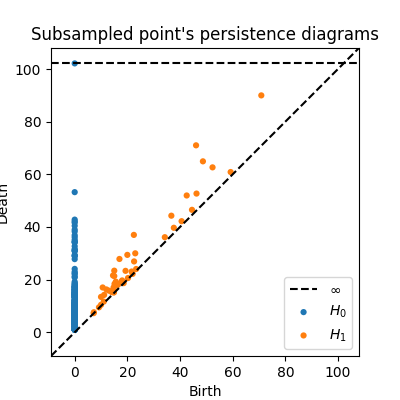 Subsampled point's persistence diagrams
100
80
60
40
20
0
Death
0 20 40 60 80 100
Birth
∞
H₀
H₁